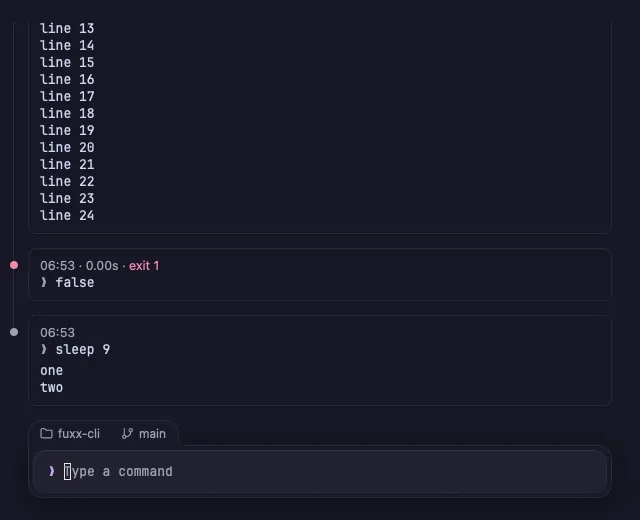 line 13
line 14
line 15
line 16
line 17
line 18
line 19
line 20
line 21
line 22
line 23
line 24
06:53 · 0.00s · exit 1
❯ false
06:53
❯ sleep 9
one
two
fuxx-cli main
❯ Type a command